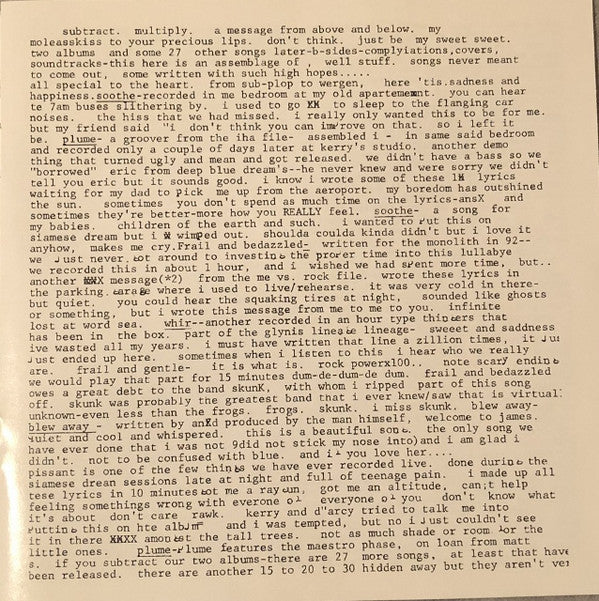 subtract. multiply. a message from above and below. my
moleasskiss to your precious lips. don't think. just be my sweet sweet.
two albums and some 27 other songs later-b-sides-complyiations,covers,
soundtracks-this here is an assemblage of , well stuff. songs never meant
to come out, some written with such high hopes.....
all special to the heart. from sub-plop to wergen, here 'tis.sadness and
happiness.soothe-recorded in me bedroom at my old apartement. you can hear
te 7am buses slithering by. i used to go XX to sleep to the flanging car
noises. the hiss that we had missed. i really only wanted this to be for me.
but my friend said "i don't think you can improve on that. so i left it
be. plume- a groover from the iha file- assembled i - in same said bedroom
and recorded only a couple of days later at kerry's studio. another demo
thing that turned ugly and mean and got released. we didn't have a bass so we
"borrowed" eric from deep blue dream's--he never knew and were sorry we didn't
tell you eric but it sounds good. i know i wrote some of these lX lyrics
waiting for my dad to pick me up from the aeroport. my boredom has outshined
the sun. sometimes you don't spend as much time on the lyrics-ansX and
sometimes they're better-more how you REALLY feel. soothe- a song for
my babies. children of the earth and such. i wanted to put this on
siamese dream but i wimped out. shoulda coulda kinda didn't but i love it
anyhow, makes me cry.Frail and bedazzled- written for the monolith in 92--
we just never got around to investing the proper time into this lullabye
we recorded this in about 1 hour, and i wished we had spent more time, but..
another XXX message(*2) from the me vs. rock file. wrote these lyrics in
the parking garage where i used to live/rehearse. it was very cold in there-
but quiet. you could hear the squaking tires at night, sounded like ghosts
or something, but i wrote this message from me to me to you. infinite
lost at word sea. whir--another recorded in an hour type thingers that
has been in the box. part of the glynis lineate lineage- sweeet and saddness
ive wasted all my years. i must have written that line a zillion times, it jus
just ended up here. sometimes when i listen to this i hear who we really
are. frail and gentle- it is what is. rock powerx100.. note scary ending
we would play that part for 15 minutes dum-de-dum-de dum. frail and bedazzled
owes a great debt to the band skunK, with whom i ripped part of this song
off. skunk was probably the greatest band that i ever knew/saw that is virtual
unknown-even less than the frogs. frogs. skunk. i miss skunk. blew away-
blew away - written by anXd produced by the man himself, welcome to james.
quiet and cool and whispered. this is a beautiful song. the only song we
have ever done that i was not 9did not stick my nose into)and i am glad i
didn't. not to be confused with blue. and if you love her....
pissant is one of the few things we have ever recorded live. done during the
siamese drean sessions late at night and full of teenage pain. i made up all
tese lyrics in 10 minutes got me a raygun, got me an altitude, can;t help
feeling somethings wrong with everone of everyone of you don't know what
it's about don't care rawk. kerry and d"arcy tried to talk me into
putting this on hte album and i was tempted, but no i just couldn't see
it in there XXXX amongst the tall trees. not as much shade or room for the
little ones. plume-plume features the maestro phase, on loan from matt
s. if you subtract our two albums-there are 27 more songs, at least that have
been released. there are another 15 to 20 to 30 hidden away but they aren't ver